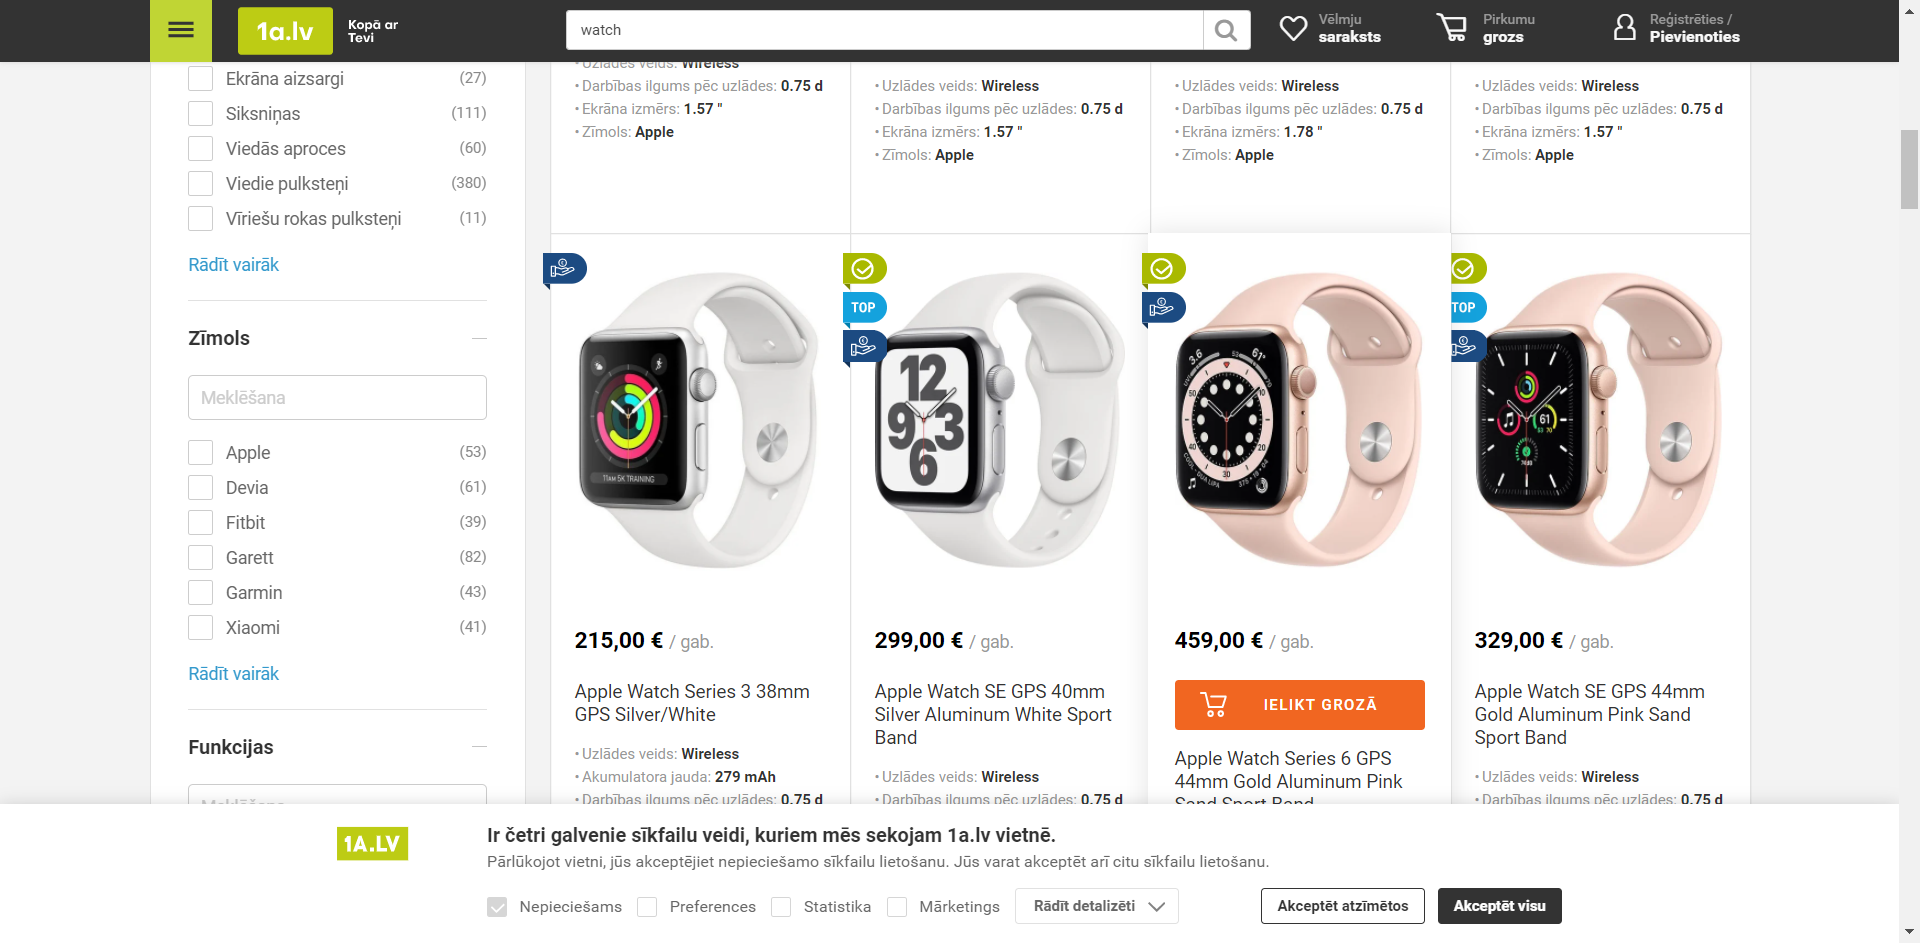 1a.lv
Kopā ar
Tevi
watch
Vēlmju
saraksts
Pirkumu
grozs
Reģistrēties /
Pievienoties
Ekrāna aizsargi (27)
Siksniņas (111)
Viedās aproces (60)
Viedie pulksteņi (380)
Vīriešu rokas pulksteņi (11)
Rādīt vairāk
Zīmols
Meklēšana
Apple (53)
Devia (61)
Fitbit (39)
Garett (82)
Garmin (43)
Xiaomi (41)
Rādīt vairāk
Funkcijas
Meklēšana
• Uzlādes veids: Wireless
• Darbības ilgums pēc uzlādes: 0.75 d
• Ekrāna izmērs: 1.57 "
• Zīmols: Apple
• Uzlādes veids: Wireless
• Darbības ilgums pēc uzlādes: 0.75 d
• Ekrāna izmērs: 1.57 "
• Zīmols: Apple
• Uzlādes veids: Wireless
• Darbības ilgums pēc uzlādes: 0.75 d
• Ekrāna izmērs: 1.78 "
• Zīmols: Apple
• Uzlādes veids: Wireless
• Darbības ilgums pēc uzlādes: 0.75 d
• Ekrāna izmērs: 1.57 "
• Zīmols: Apple
11AM 5K TRAINING
215,00 € / gab.
Apple Watch Series 3 38mm
GPS Silver/White
• Uzlādes veids: Wireless
• Akumulatora jauda: 279 mAh
• Darbības ilgums pēc uzlādes: 0.75 d
TOP
12
9 3
6
299,00 € / gab.
Apple Watch SE GPS 40mm
Silver Aluminum White Sport
Band
• Uzlādes veids: Wireless
• Darbības ilgums pēc uzlādes: 0.75 d
459,00 € / gab.
IELIKT GROZĀ
Apple Watch Series 6 GPS
44mm Gold Aluminum Pink
Sand Sport Band
TOP
61
329,00 € / gab.
Apple Watch SE GPS 44mm
Gold Aluminum Pink Sand
Sport Band
• Uzlādes veids: Wireless
• Darbības ilgums pēc uzlādes: 0.75 d
1A.LV
Ir četri galvenie sīkfailu veidi, kuriem mēs sekojam 1a.lv vietnē.
Pārlūkojot vietni, jūs akceptējiet nepieciešamo sīkfailu lietošanu. Jūs varat akceptēt arī citu sīkfailu lietošanu.
Nepieciešams Preferences Statistika Mārketings Rādīt detalizēti Akceptēt atzīmētos Akceptēt visu